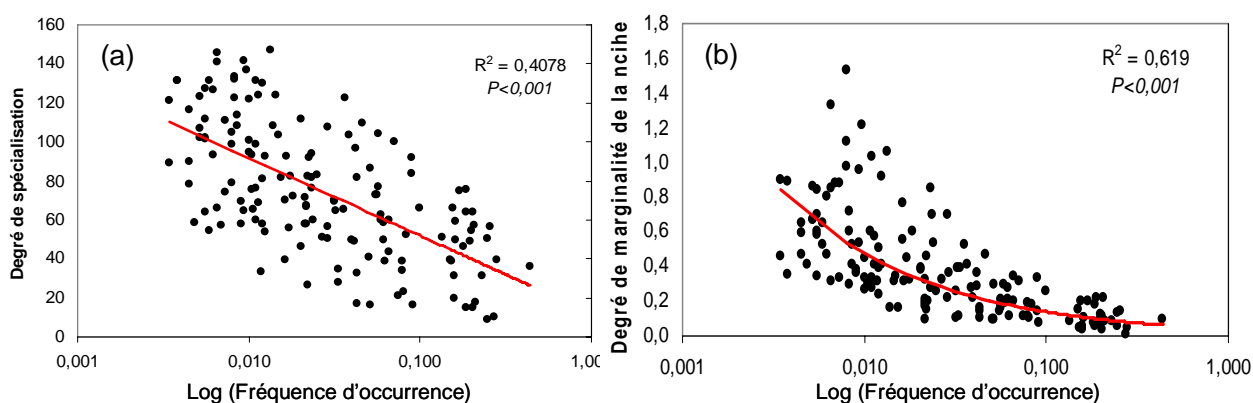 (a)
R² = 0,4078
P<0,001
Degré de spécialisation
160
140
120
100
80
60
40
20
0
0,001
0,010
0,100
Log (Fréquence d'occurrence)
(b)
R² = 0,619
P<0,001
Degré de marginalité de la ncihe
1,8
1,6
1,4
1,2
1,0
0,8
0,6
0,4
0,2
0,0
0,001
0,010
0,100
1,000
Log (Fréquence d'occurrence)